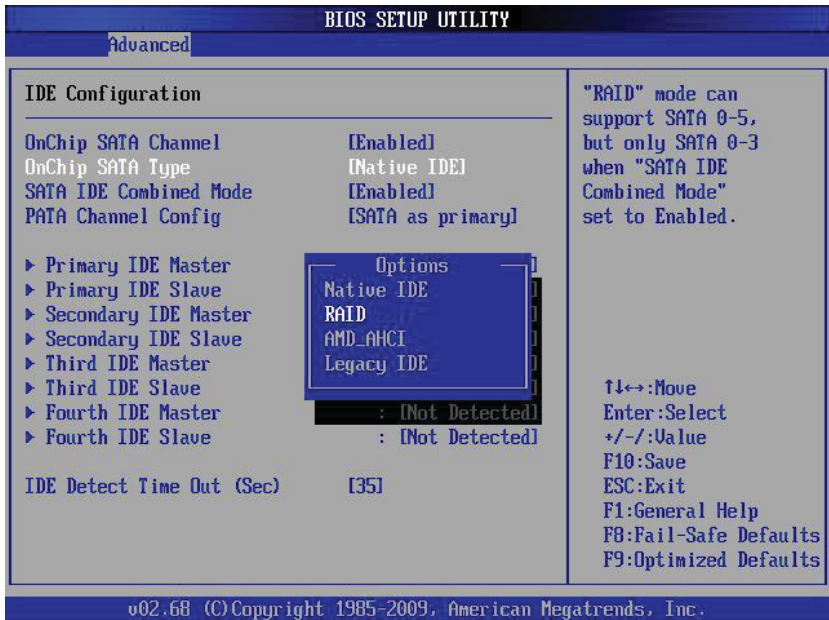 BIOS SETUP UTILITY
Advanced
IDE Configuration
OnChip SATA Channel [Enabled]
OnChip SATA Type [Native IDE]
SATA IDE Combined Mode [Enabled]
PATA Channel Config [SATA as primary]
▶ Primary IDE Master ]
▶ Primary IDE Slave ]
▶ Secondary IDE Master ]
▶ Secondary IDE Slave ]
▶ Third IDE Master ]
▶ Third IDE Slave ]
▶ Fourth IDE Master : [Not Detected]
▶ Fourth IDE Slave : [Not Detected]
IDE Detect Time Out (Sec) [35]
Options
Native IDE
RAID
AMD_AHCI
Legacy IDE
"RAID" mode can
support SATA 0-5,
but only SATA 0-3
when "SATA IDE
Combined Mode"
set to Enabled.
↑↓←→:Move
Enter:Select
+/-/:Value
F10:Save
ESC:Exit
F1:General Help
F8:Fail-Safe Defaults
F9:Optimized Defaults
v02.68 (C)Copyright 1985-2009, American Megatrends, Inc.